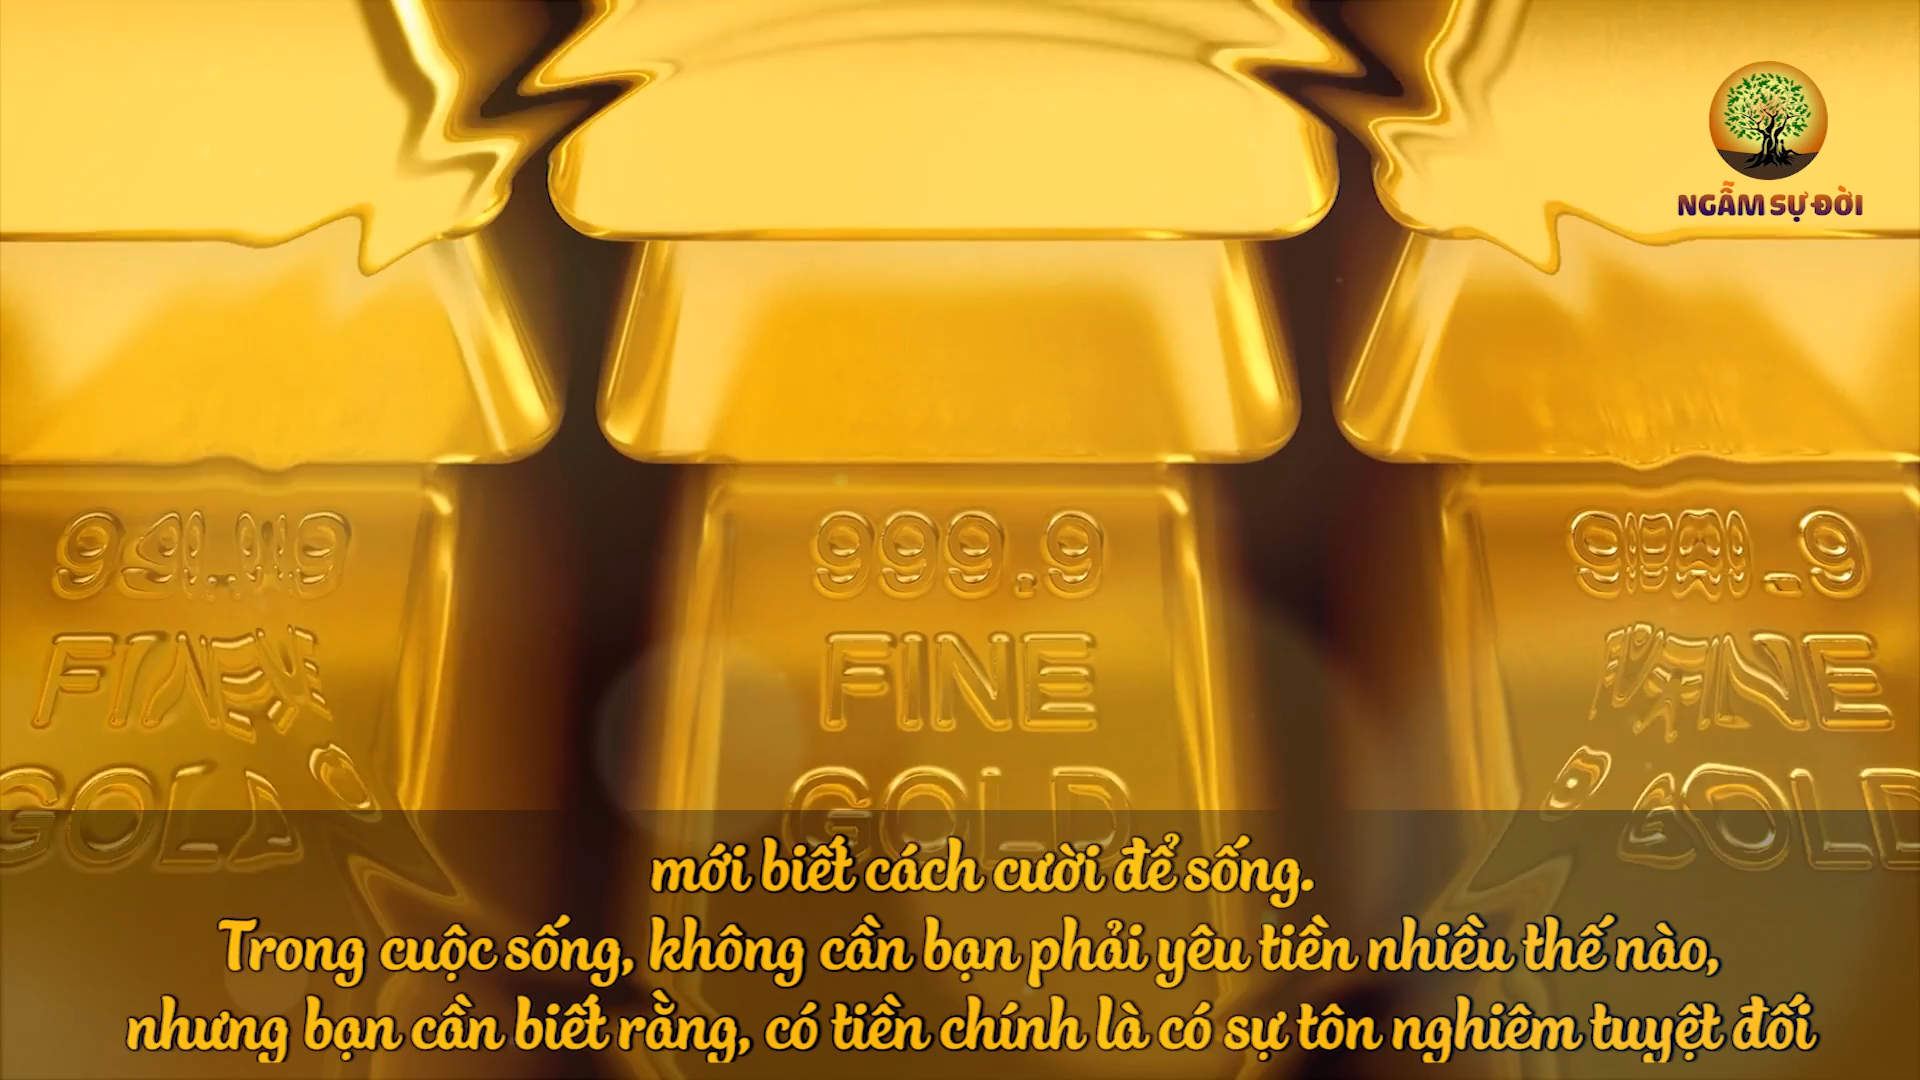 NGẪM SỰ ĐỜI
999.9
FINE
GOLD
mới biết cách cười để sống.
Trong cuộc sống, không cần bạn phải yêu tiền nhiều thế nào,
nhưng bạn cần biết rằng, có tiền chính là có sự tôn nghiêm tuyệt đối